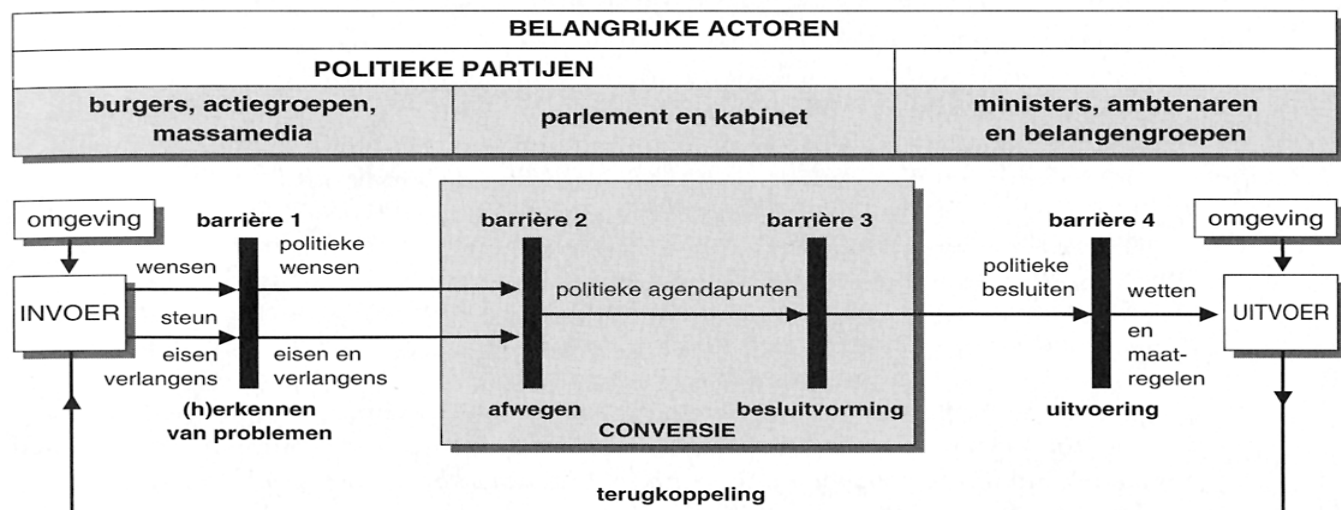 BELANGRIJKE ACTOREN
POLITIEKE PARTIJEN
burgers, actiegroepen,
massamedia
parlement en kabinet
ministers, ambtenaren
en belangengroepen
omgeving
barrière 1
barrière 2
barrière 3
barrière 4
omgeving
INVOER
wensen
politieke
wensen
steun
eisen
verlangens
eisen en
verlangens
politieke agendapunten
politieke
besluiten
wetten
en
maat-
regelen
UITVOER
(h)erkennen
van problemen
afwegen
besluitvorming
uitvoering
CONVERSIE
terugkoppeling